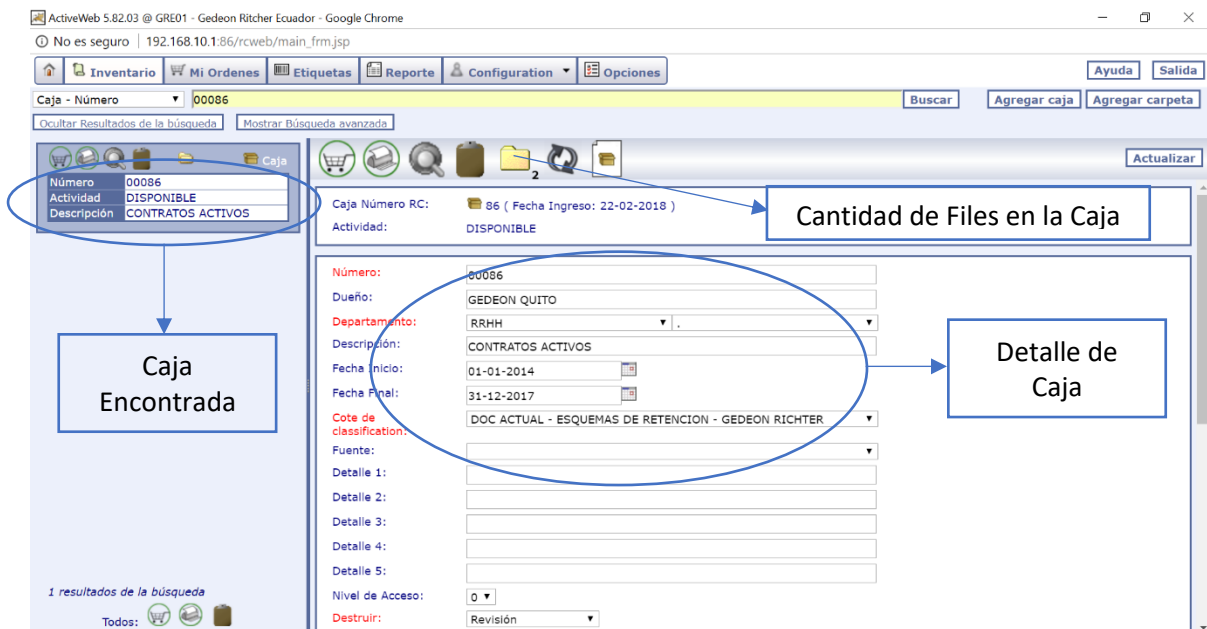 ActiveWeb 5.82.03 @ GRE01 - Gedeon Ritcher Ecuador - Google Chrome
No es seguro | 192.168.10.1:86/rcweb/main_frm.jsp
Inventario Mi Ordenes Etiquetas Reporte Configuration Opciones Ayuda Salida
Caja - Número 00086 Buscar Agregar caja Agregar carpeta
Ocultar Resultados de la búsqueda Mostrar Búsqueda avanzada
Caja
Número 00086
Actividad DISPONIBLE
Descripción CONTRATOS ACTIVOS
Caja
Encontrada
1 resultados de la búsqueda
Todos:
2
Actualizar
Caja Número RC: 86 ( Fecha Ingreso: 22-02-2018 )
Actividad: DISPONIBLE
Cantidad de Files en la Caja
Número: 00086
Dueño: GEDEON QUITO
Departamento: RRHH .
Descripción: CONTRATOS ACTIVOS
Fecha Inicio: 01-01-2014
Fecha Final: 31-12-2017
Cote de
classification: DOC ACTUAL - ESQUEMAS DE RETENCION - GEDEON RICHTER
Fuente:
Detalle 1:
Detalle 2:
Detalle 3:
Detalle 4:
Detalle 5:
Nivel de Acceso: 0
Destruir: Revisión
Detalle de
Caja